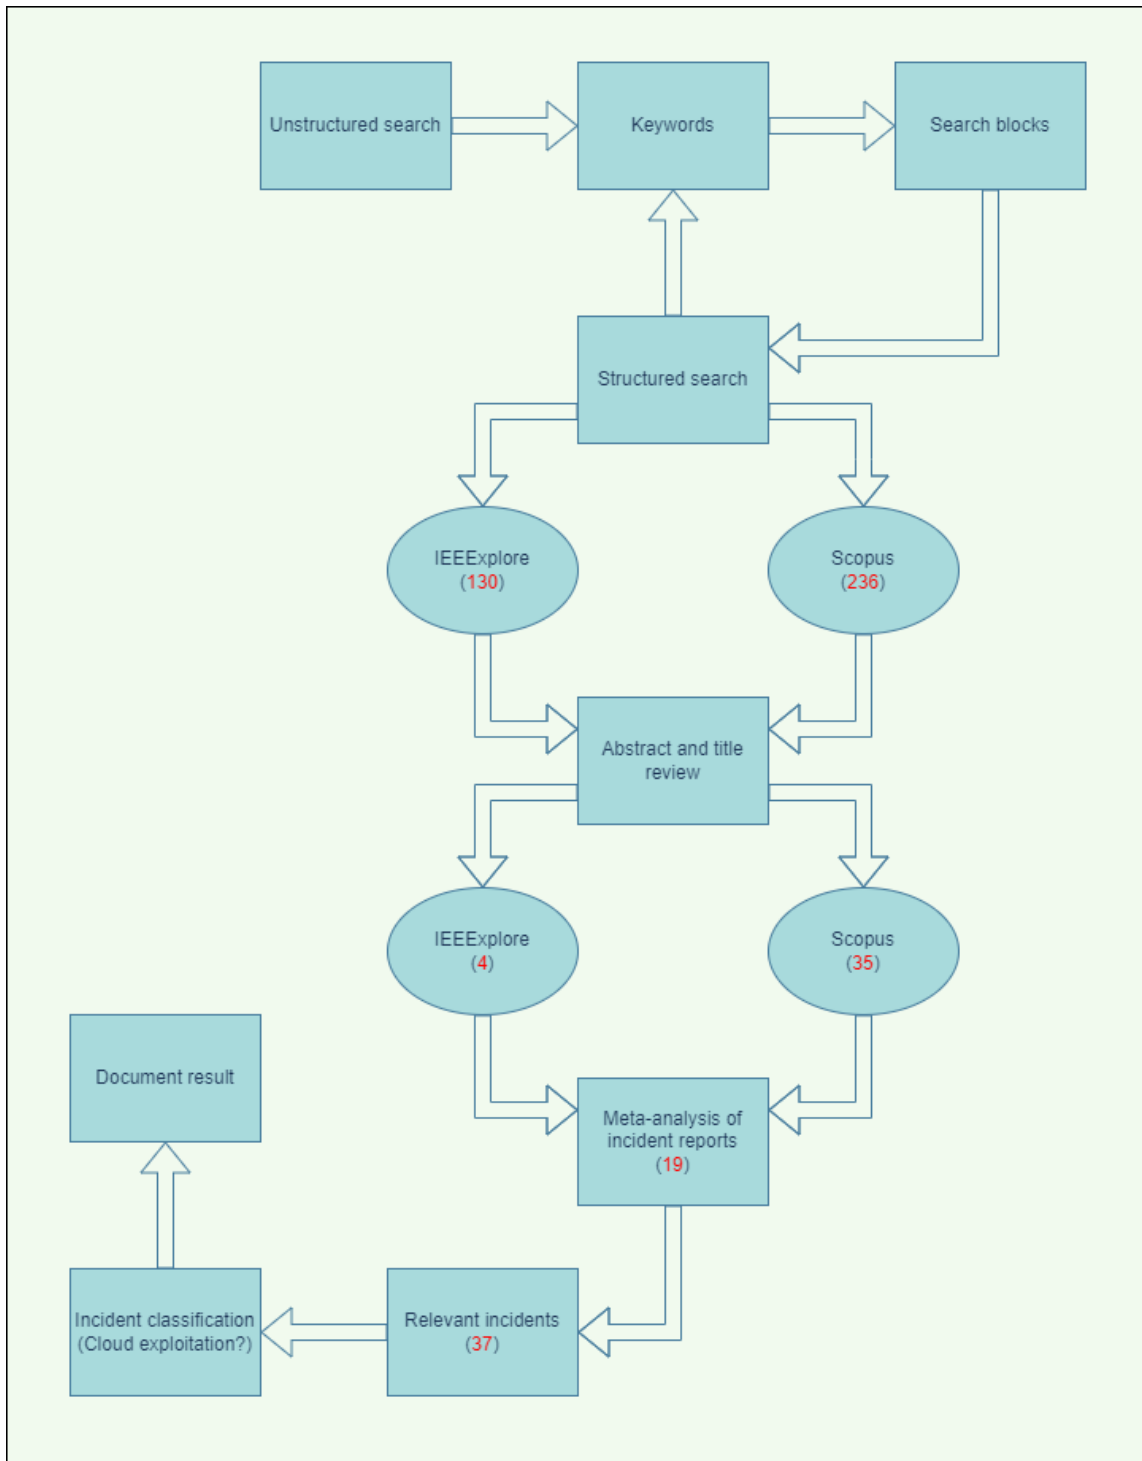 Unstructured search
Keywords
Search blocks
Structured search
IEEExplore
(130)
Scopus
(236)
Abstract and title
review
IEEExplore
(4)
Scopus
(35)
Document result
Meta-analysis of
incident reports
(19)
Incident classification
(Cloud exploitation?)
Relevant incidents
(37)